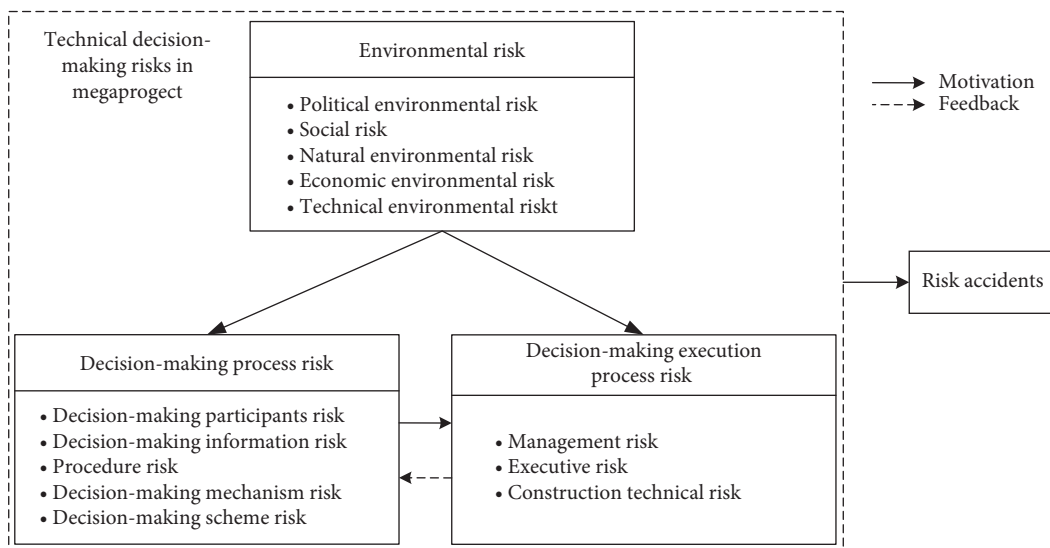 Technical decision-
making risks in
megaprogect
Environmental risk
• Political environmental risk
• Social risk
• Natural environmental risk
• Economic environmental risk
• Technical environmental riskt
Motivation
Feedback
Risk accidents
Decision-making process risk
• Decision-making participants risk
• Decision-making information risk
• Procedure risk
• Decision-making mechanism risk
• Decision-making scheme risk
Decision-making execution
process risk
• Management risk
• Executive risk
• Construction technical risk